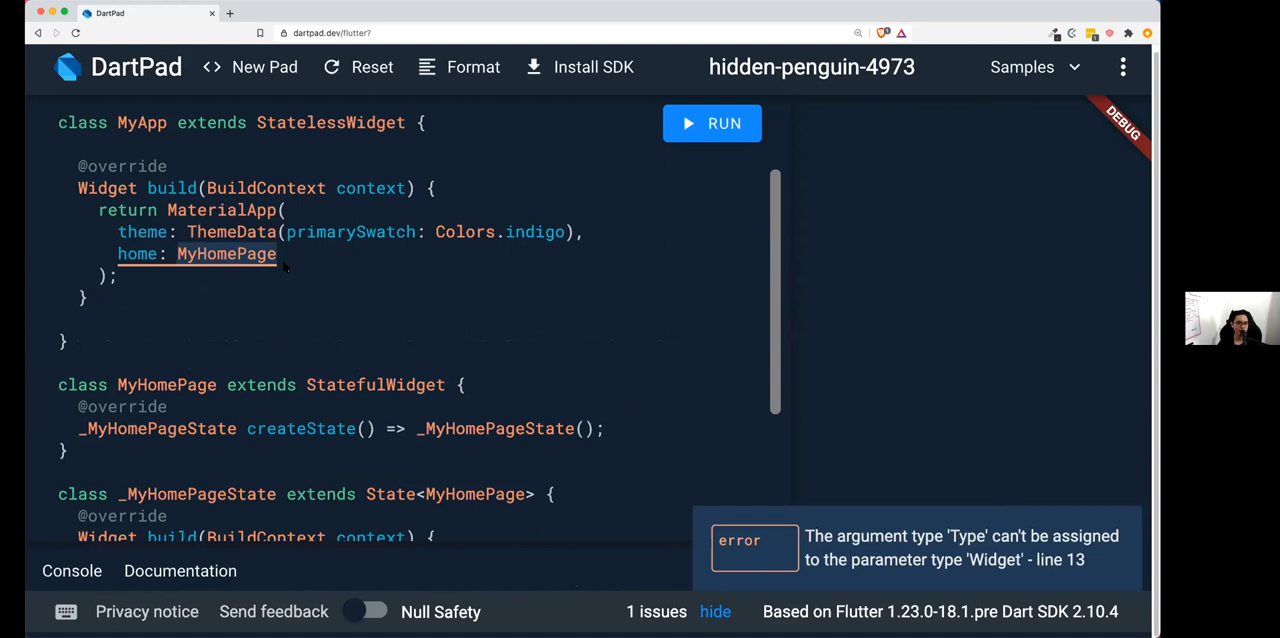 DartPad
dartpad.dev/flutter?
DartPad
New Pad
Reset
Format
Install SDK
hidden-penguin-4973
Samples
class MyApp extends StatelessWidget {
RUN
DEBUG
@override
Widget build(BuildContext context) {
return MaterialApp(
theme: ThemeData(primarySwatch: Colors.indigo),
home: MyHomePage
);
}
}
class MyHomePage extends StatefulWidget {
@override
_MyHomePageState createState() => _MyHomePageState();
}
class _MyHomePageState extends State<MyHomePage> {
@override
Widget build(BuildContext context) {
error
The argument type 'Type' can't be assigned
to the parameter type 'Widget' - line 13
Console
Documentation
Privacy notice
Send feedback
Null Safety
1 issues
hide
Based on Flutter 1.23.0-18.1.pre Dart SDK 2.10.4